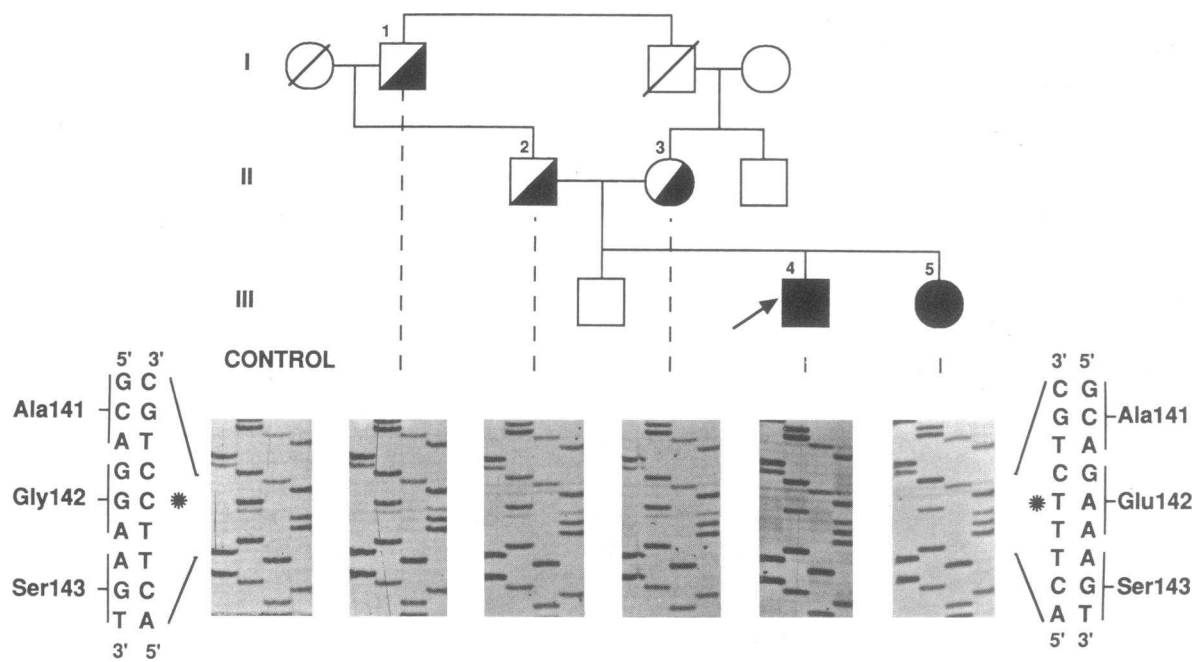 1
I
2 3
II
4 5
III
CONTROL
5' 3'
G C
Ala141 C G
A T
G C
Gly142 G C *
A T
A T
Ser143 G C
T A
3' 5'
3' 5'
C G
G C Ala141
T A
C G
* T A Glu142
T A
T A
C G Ser143
A T
5' 3'